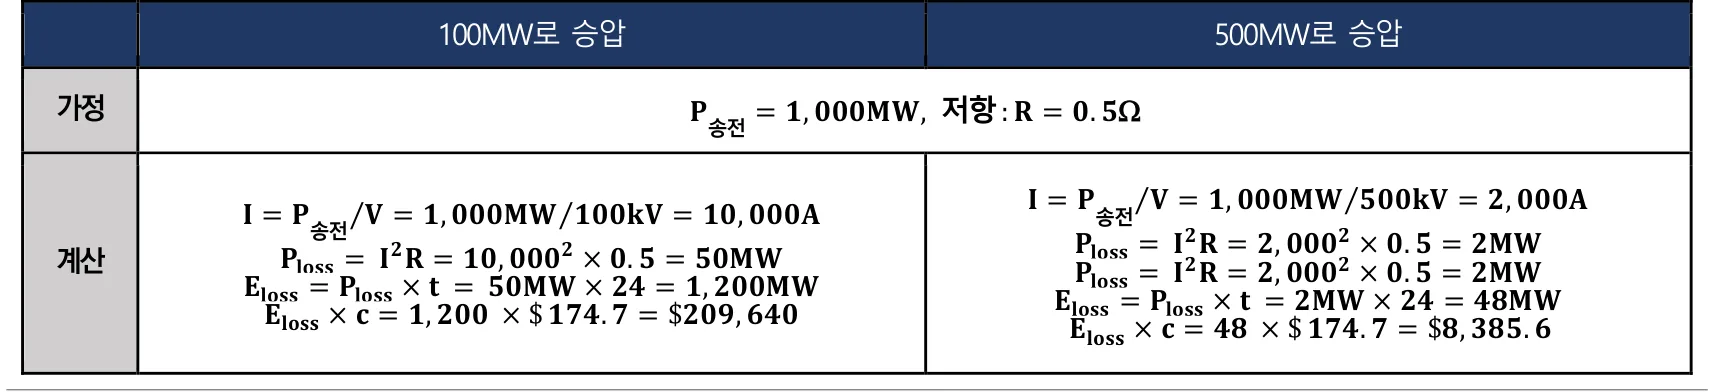 100MW로 승압
500MW로 승압
가정
P송전 = 1,000MW, 저항:R = 0.5Ω
계산
I = P송전/V = 1,000MW/100kV = 10,000A
Ploss = I²R = 10,000² × 0.5 = 50MW
Eloss = Ploss × t = 50MW × 24 = 1,200MW
Eloss × c = 1,200 × $174.7 = $209,640
I = P송전/V = 1,000MW/500kV = 2,000A
Ploss = I²R = 2,000² × 0.5 = 2MW
Ploss = I²R = 2,000² × 0.5 = 2MW
Eloss = Ploss × t = 2MW × 24 = 48MW
Eloss × c = 48 × $174.7 = $8,385.6